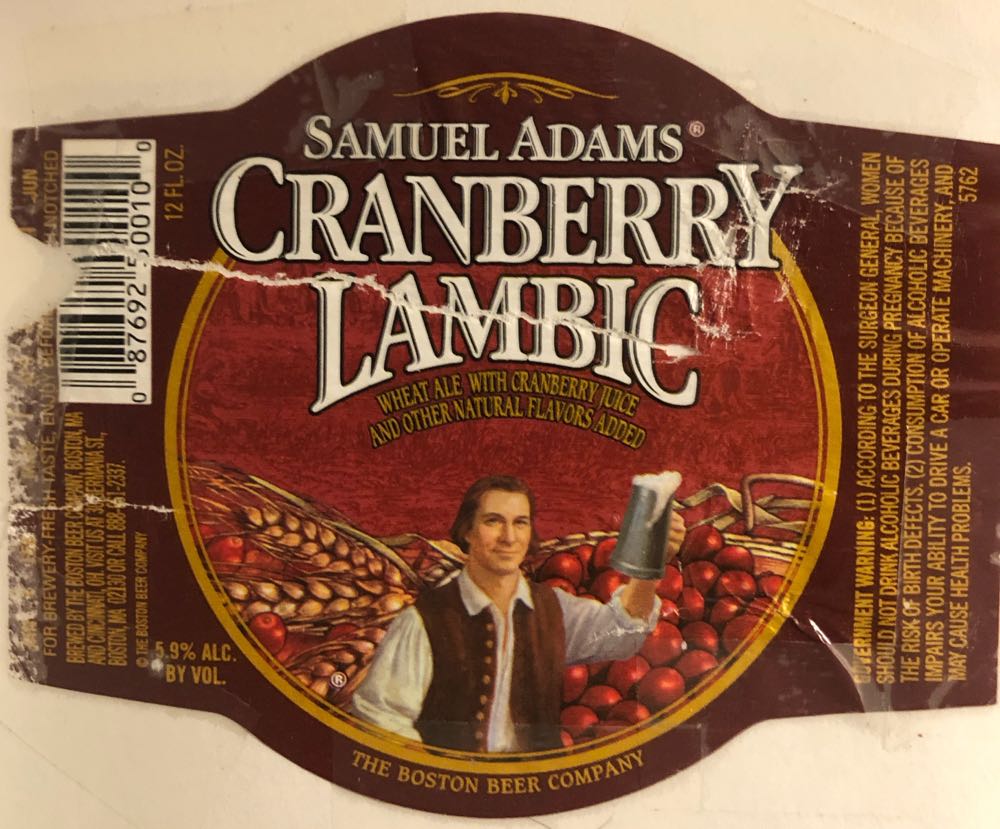 SAMUEL ADAMS®
CRANBERRY
LAMBIC
WHEAT ALE WITH CRANBERRY JUICE
AND OTHER NATURAL FLAVORS ADDED
®
THE BOSTON BEER COMPANY
JUN
NOTCHED
FOR BREWERY-FRESH TASTE, ENJOY BEFORE
0 87692 50010 0
12 FL. OZ.
BREWED BY THE BOSTON BEER COMPANY, BOSTON, MA
AND CINCINNATI, OH. VISIT US AT 30 GERMANIA ST.,
BOSTON, MA 02130 OR CALL 888-661-2337.
© THE BOSTON BEER COMPANY
5.9% ALC.
BY VOL.
GOVERNMENT WARNING: (1) ACCORDING TO THE SURGEON GENERAL, WOMEN
SHOULD NOT DRINK ALCOHOLIC BEVERAGES DURING PREGNANCY BECAUSE OF
THE RISK OF BIRTH DEFECTS. (2) CONSUMPTION OF ALCOHOLIC BEVERAGES
IMPAIRS YOUR ABILITY TO DRIVE A CAR OR OPERATE MACHINERY, AND
MAY CAUSE HEALTH PROBLEMS.
5762